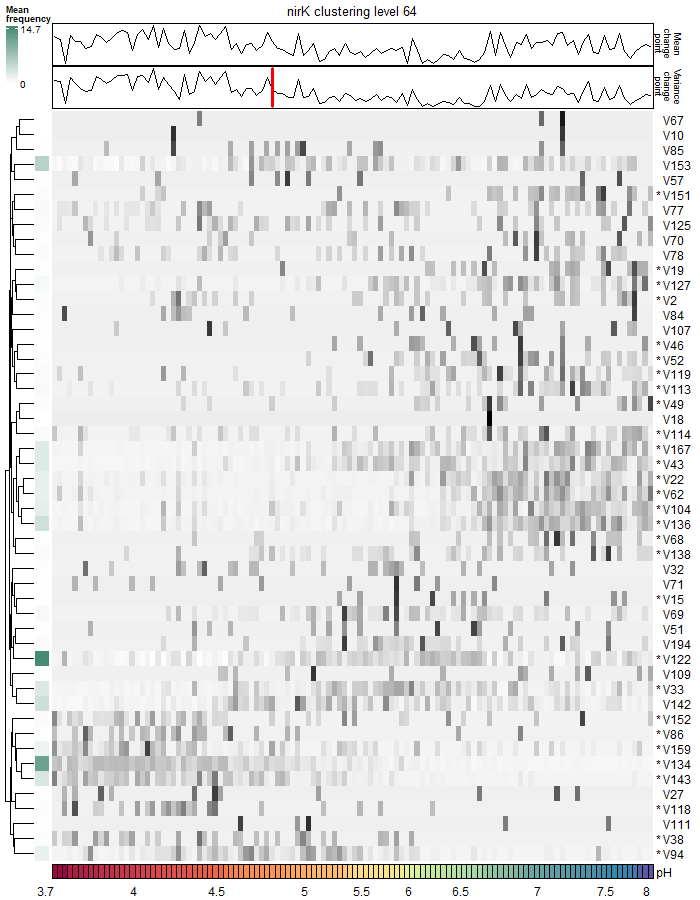 nirK clustering level 64
Mean
frequency
14.7
0
Mean
change
point
Variance
change
point
V67
V10
V85
V153
V57
* V151
V77
V125
V70
V78
* V19
* V127
* V2
V84
V107
* V46
* V52
* V119
* V113
* V49
V18
* V114
* V167
* V43
* V22
* V62
* V104
* V136
* V68
* V138
V32
V71
* V15
V69
V51
V194
* V122
V109
* V33
V142
* V152
* V86
* V159
* V134
* V143
V27
* V118
V111
* V38
* V94
pH
3.7 4 4.5 5 5.5 6 6.5 7 7.5 8